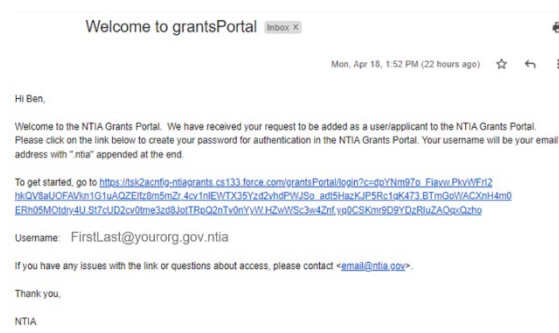 Welcome to grantsPortal Inbox x
Mon, Apr 18, 1:52 PM (22 hours ago)
Hi Ben,
Welcome to the NTIA Grants Portal. We have received your request to be added as a user/applicant to the NTIA Grants Portal.
Please click on the link below to create your password for authentication in the NTIA Grants Portal. Your username will be your email
address with ".ntia" appended at the end.
To get started, go to
Username: FirstLast@yourorg.gov.ntia
If you have any issues with the link or questions about access, please contact <email@ntia.gov>.
Thank you,
NTIA